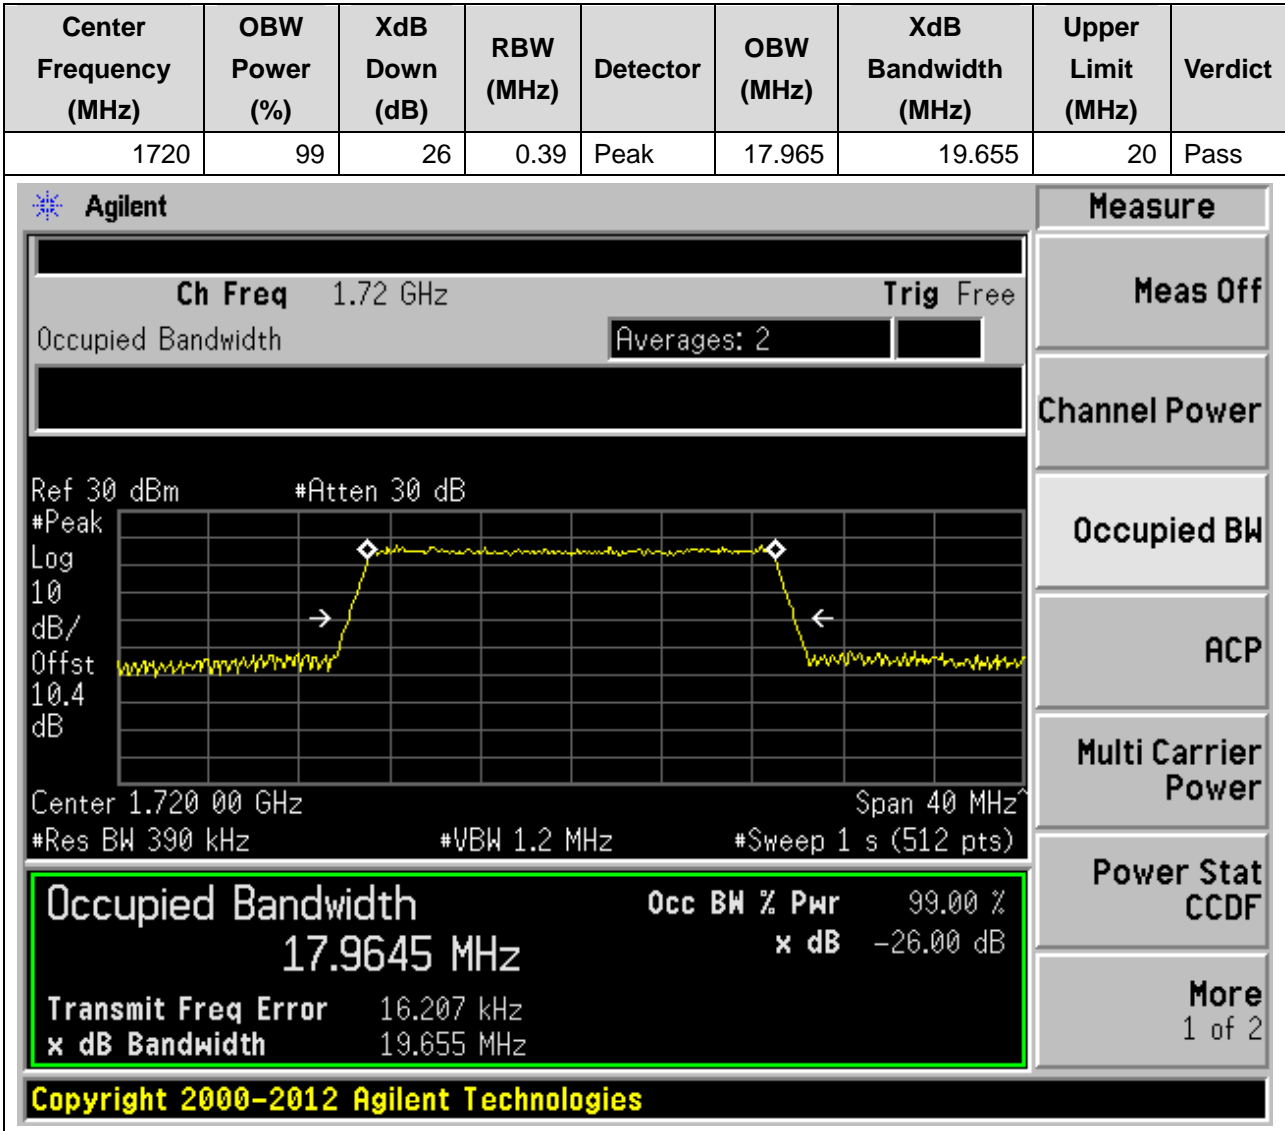 Center Frequency (MHz) OBW Power (%) XdB Down (dB) RBW (MHz) Detector OBW (MHz) XdB Bandwidth (MHz) Upper Limit (MHz) Verdict
1720 99 26 0.39 Peak 17.965 19.655 20 Pass
Agilent
Measure
Ch Freq 1.72 GHz Trig Free
Meas Off
Occupied Bandwidth Averages: 2
Channel Power
Ref 30 dBm #Atten 30 dB
#Peak
Log
10
dB/
Offst
10.4
dB
Occupied BW
ACP
Multi Carrier
Power
Center 1.720 00 GHz Span 40 MHz^
#Res BW 390 kHz #VBW 1.2 MHz #Sweep 1 s (512 pts)
Power Stat
CCDF
Occupied Bandwidth Occ BW % Pwr 99.00 %
17.9645 MHz x dB -26.00 dB
Transmit Freq Error 16.207 kHz
x dB Bandwidth 19.655 MHz
More
1 of 2
Copyright 2000-2012 Agilent Technologies